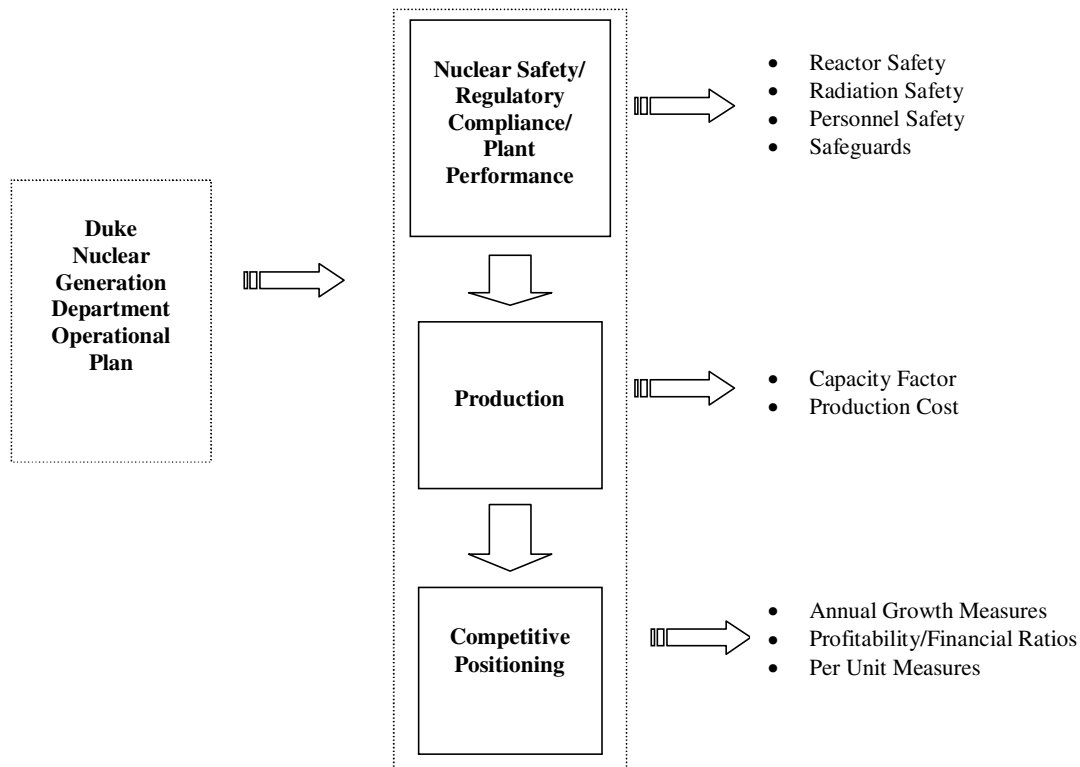 Duke
Nuclear
Generation
Department
Operational
Plan
Nuclear Safety/
Regulatory
Compliance/
Plant
Performance
• Reactor Safety
• Radiation Safety
• Personnel Safety
• Safeguards
Production
• Capacity Factor
• Production Cost
Competitive
Positioning
• Annual Growth Measures
• Profitability/Financial Ratios
• Per Unit Measures